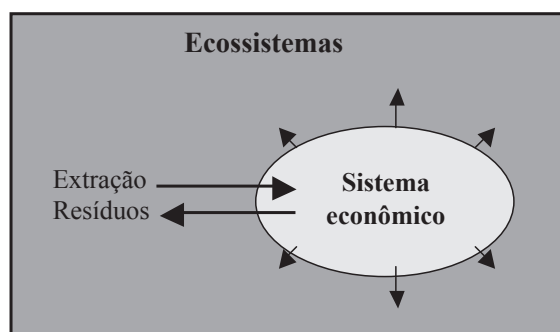 Ecossistemas
Extração
Resíduos
Sistema
econômico